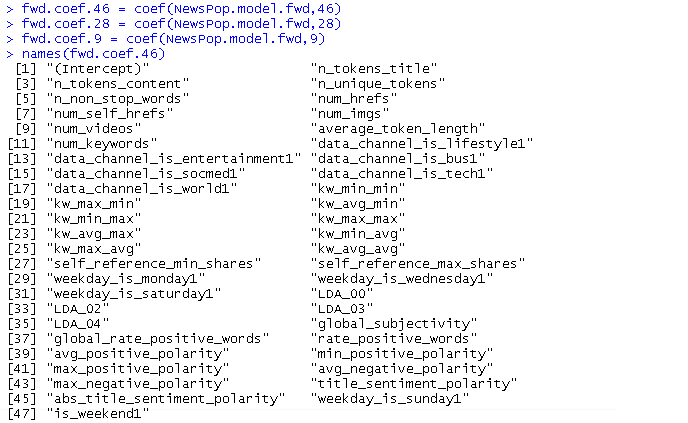 > fwd.coef.46 = coef(NewsPop.model.fwd,46)
> fwd.coef.28 = coef(NewsPop.model.fwd,28)
> fwd.coef.9 = coef(NewsPop.model.fwd,9)
> names(fwd.coef.46)
[1] "(Intercept)" "n_tokens_title"
[3] "n_tokens_content" "n_unique_tokens"
[5] "n_non_stop_words" "num_hrefs"
[7] "num_self_hrefs" "num_imgs"
[9] "num_videos" "average_token_length"
[11] "num_keywords" "data_channel_is_lifestyle1"
[13] "data_channel_is_entertainment1" "data_channel_is_bus1"
[15] "data_channel_is_socmed1" "data_channel_is_tech1"
[17] "data_channel_is_world1" "kw_min_min"
[19] "kw_max_min" "kw_avg_min"
[21] "kw_min_max" "kw_max_max"
[23] "kw_avg_max" "kw_min_avg"
[25] "kw_max_avg" "kw_avg_avg"
[27] "self_reference_min_shares" "self_reference_max_shares"
[29] "weekday_is_monday1" "weekday_is_wednesday1"
[31] "weekday_is_saturday1" "LDA_00"
[33] "LDA_02" "LDA_03"
[35] "LDA_04" "global_subjectivity"
[37] "global_rate_positive_words" "rate_positive_words"
[39] "avg_positive_polarity" "min_positive_polarity"
[41] "max_positive_polarity" "avg_negative_polarity"
[43] "max_negative_polarity" "title_sentiment_polarity"
[45] "abs_title_sentiment_polarity" "weekday_is_sunday1"
[47] "is_weekend1"